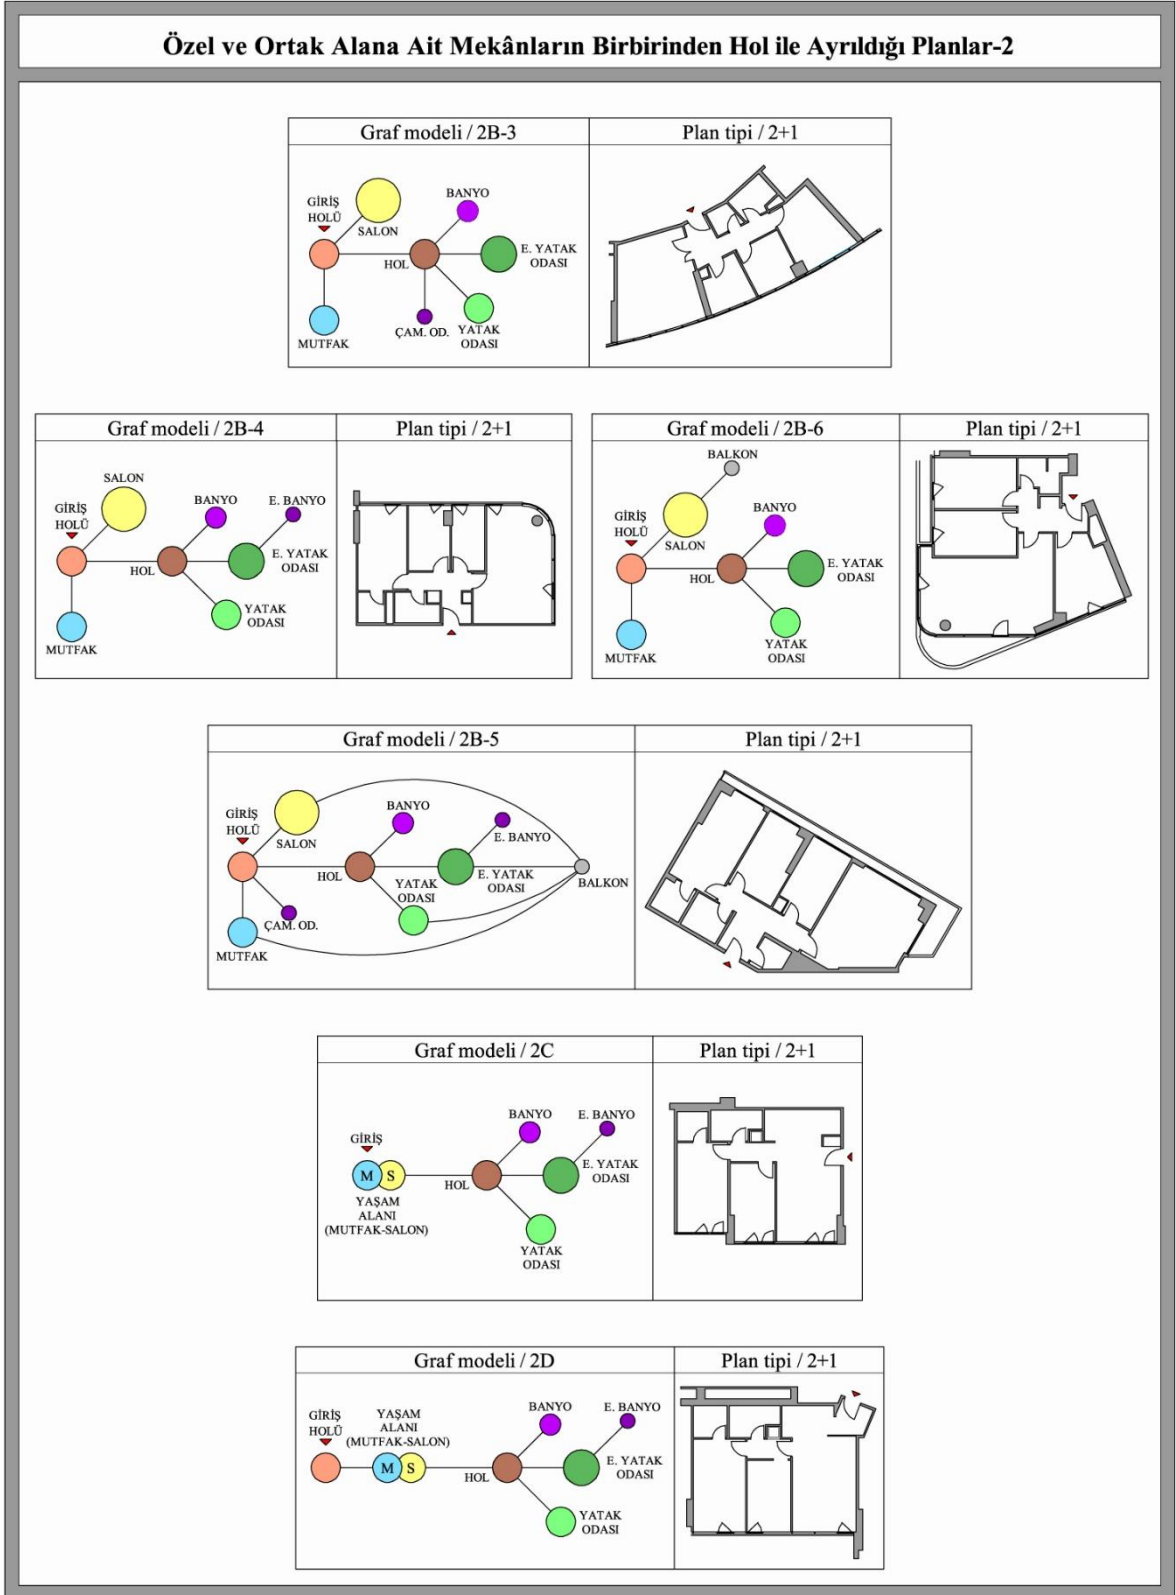 Özel ve Ortak Alana Ait Mekânların Birbirinden Hol ile Ayrıldığı Planlar-2
Graf modeli / 2B-3
Plan tipi / 2+1
GİRİŞ
HOLÜ
SALON
BANYO
HOL
E. YATAK
ODASI
MUTFAK
ÇAM. OD.
YATAK
ODASI
Graf modeli / 2B-4
Plan tipi / 2+1
SALON
GİRİŞ
HOLÜ
BANYO
E. BANYO
HOL
E. YATAK
ODASI
YATAK
ODASI
MUTFAK
Graf modeli / 2B-6
Plan tipi / 2+1
BALKON
GİRİŞ
HOLÜ
SALON
BANYO
HOL
E. YATAK
ODASI
MUTFAK
YATAK
ODASI
Graf modeli / 2B-5
Plan tipi / 2+1
GİRİŞ
HOLÜ
SALON
BANYO
E. BANYO
HOL
YATAK
ODASI
E. YATAK
ODASI
BALKON
ÇAM. OD.
MUTFAK
Graf modeli / 2C
Plan tipi / 2+1
GİRİŞ
M S
YAŞAM
ALANI
(MUTFAK-SALON)
BANYO
E. BANYO
HOL
E. YATAK
ODASI
YATAK
ODASI
Graf modeli / 2D
Plan tipi / 2+1
GİRİŞ
HOLÜ
YAŞAM
ALANI
(MUTFAK-SALON)
M S
BANYO
E. BANYO
HOL
E. YATAK
ODASI
YATAK
ODASI